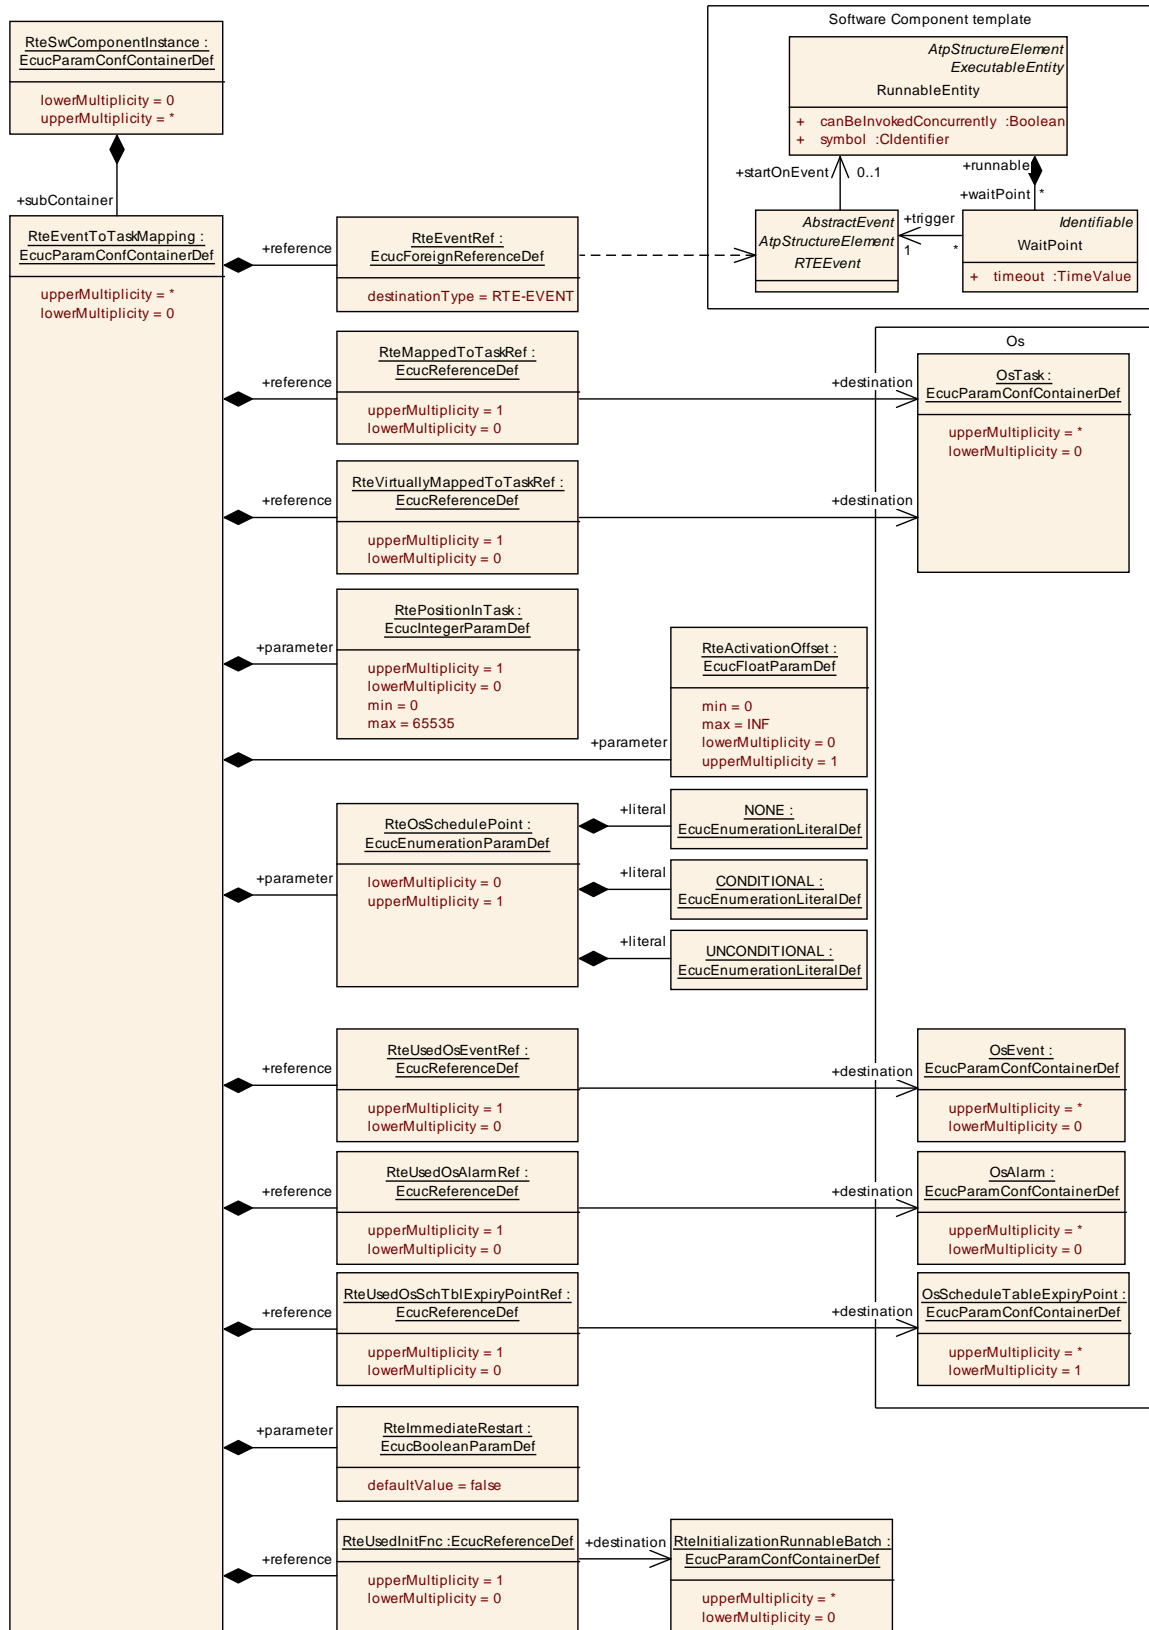 Software Component template
RteSwComponentInstance :
EcucParamConfContainerDef
lowerMultiplicity = 0
upperMultiplicity = *
AtpStructureElement
ExecutableEntity
RunnableEntity
+ canBeInvokedConcurrently :Boolean
+ symbol :CIdentifier
+startOnEvent
0..1
+runnable
+waitPoint
*
+subContainer
RteEventToTaskMapping :
EcucParamConfContainerDef
upperMultiplicity = *
lowerMultiplicity = 0
+reference
RteEventRef :
EcucForeignReferenceDef
destinationType = RTE-EVENT
AbstractEvent
AtpStructureElement
RTEEvent
+trigger
1
*
Identifiable
WaitPoint
+ timeout :TimeValue
Os
+reference
RteMappedToTaskRef :
EcucReferenceDef
upperMultiplicity = 1
lowerMultiplicity = 0
+destination
OsTask :
EcucParamConfContainerDef
upperMultiplicity = *
lowerMultiplicity = 0
+reference
RteVirtuallyMappedToTaskRef :
EcucReferenceDef
upperMultiplicity = 1
lowerMultiplicity = 0
+destination
+parameter
RtePositionInTask :
EcucIntegerParamDef
upperMultiplicity = 1
lowerMultiplicity = 0
min = 0
max = 65535
+parameter
RteActivationOffset :
EcucFloatParamDef
min = 0
max = INF
lowerMultiplicity = 0
upperMultiplicity = 1
+parameter
RteOsSchedulePoint :
EcucEnumerationParamDef
lowerMultiplicity = 0
upperMultiplicity = 1
+literal
NONE :
EcucEnumerationLiteralDef
+literal
CONDITIONAL :
EcucEnumerationLiteralDef
+literal
UNCONDITIONAL :
EcucEnumerationLiteralDef
+reference
RteUsedOsEventRef :
EcucReferenceDef
upperMultiplicity = 1
lowerMultiplicity = 0
+destination
OsEvent :
EcucParamConfContainerDef
upperMultiplicity = *
lowerMultiplicity = 0
+reference
RteUsedOsAlarmRef :
EcucReferenceDef
upperMultiplicity = 1
lowerMultiplicity = 0
+destination
OsAlarm :
EcucParamConfContainerDef
upperMultiplicity = *
lowerMultiplicity = 0
+reference
RteUsedOsSchTblExpiryPointRef :
EcucReferenceDef
upperMultiplicity = 1
lowerMultiplicity = 0
+destination
OsScheduleTableExpiryPoint :
EcucParamConfContainerDef
upperMultiplicity = *
lowerMultiplicity = 1
+parameter
RteImmediateRestart :
EcucBooleanParamDef
defaultValue = false
+reference
RteUsedInitFnc :EcucReferenceDef
upperMultiplicity = 1
lowerMultiplicity = 0
+destination
RteInitializationRunnableBatch :
EcucParamConfContainerDef
upperMultiplicity = *
lowerMultiplicity = 0